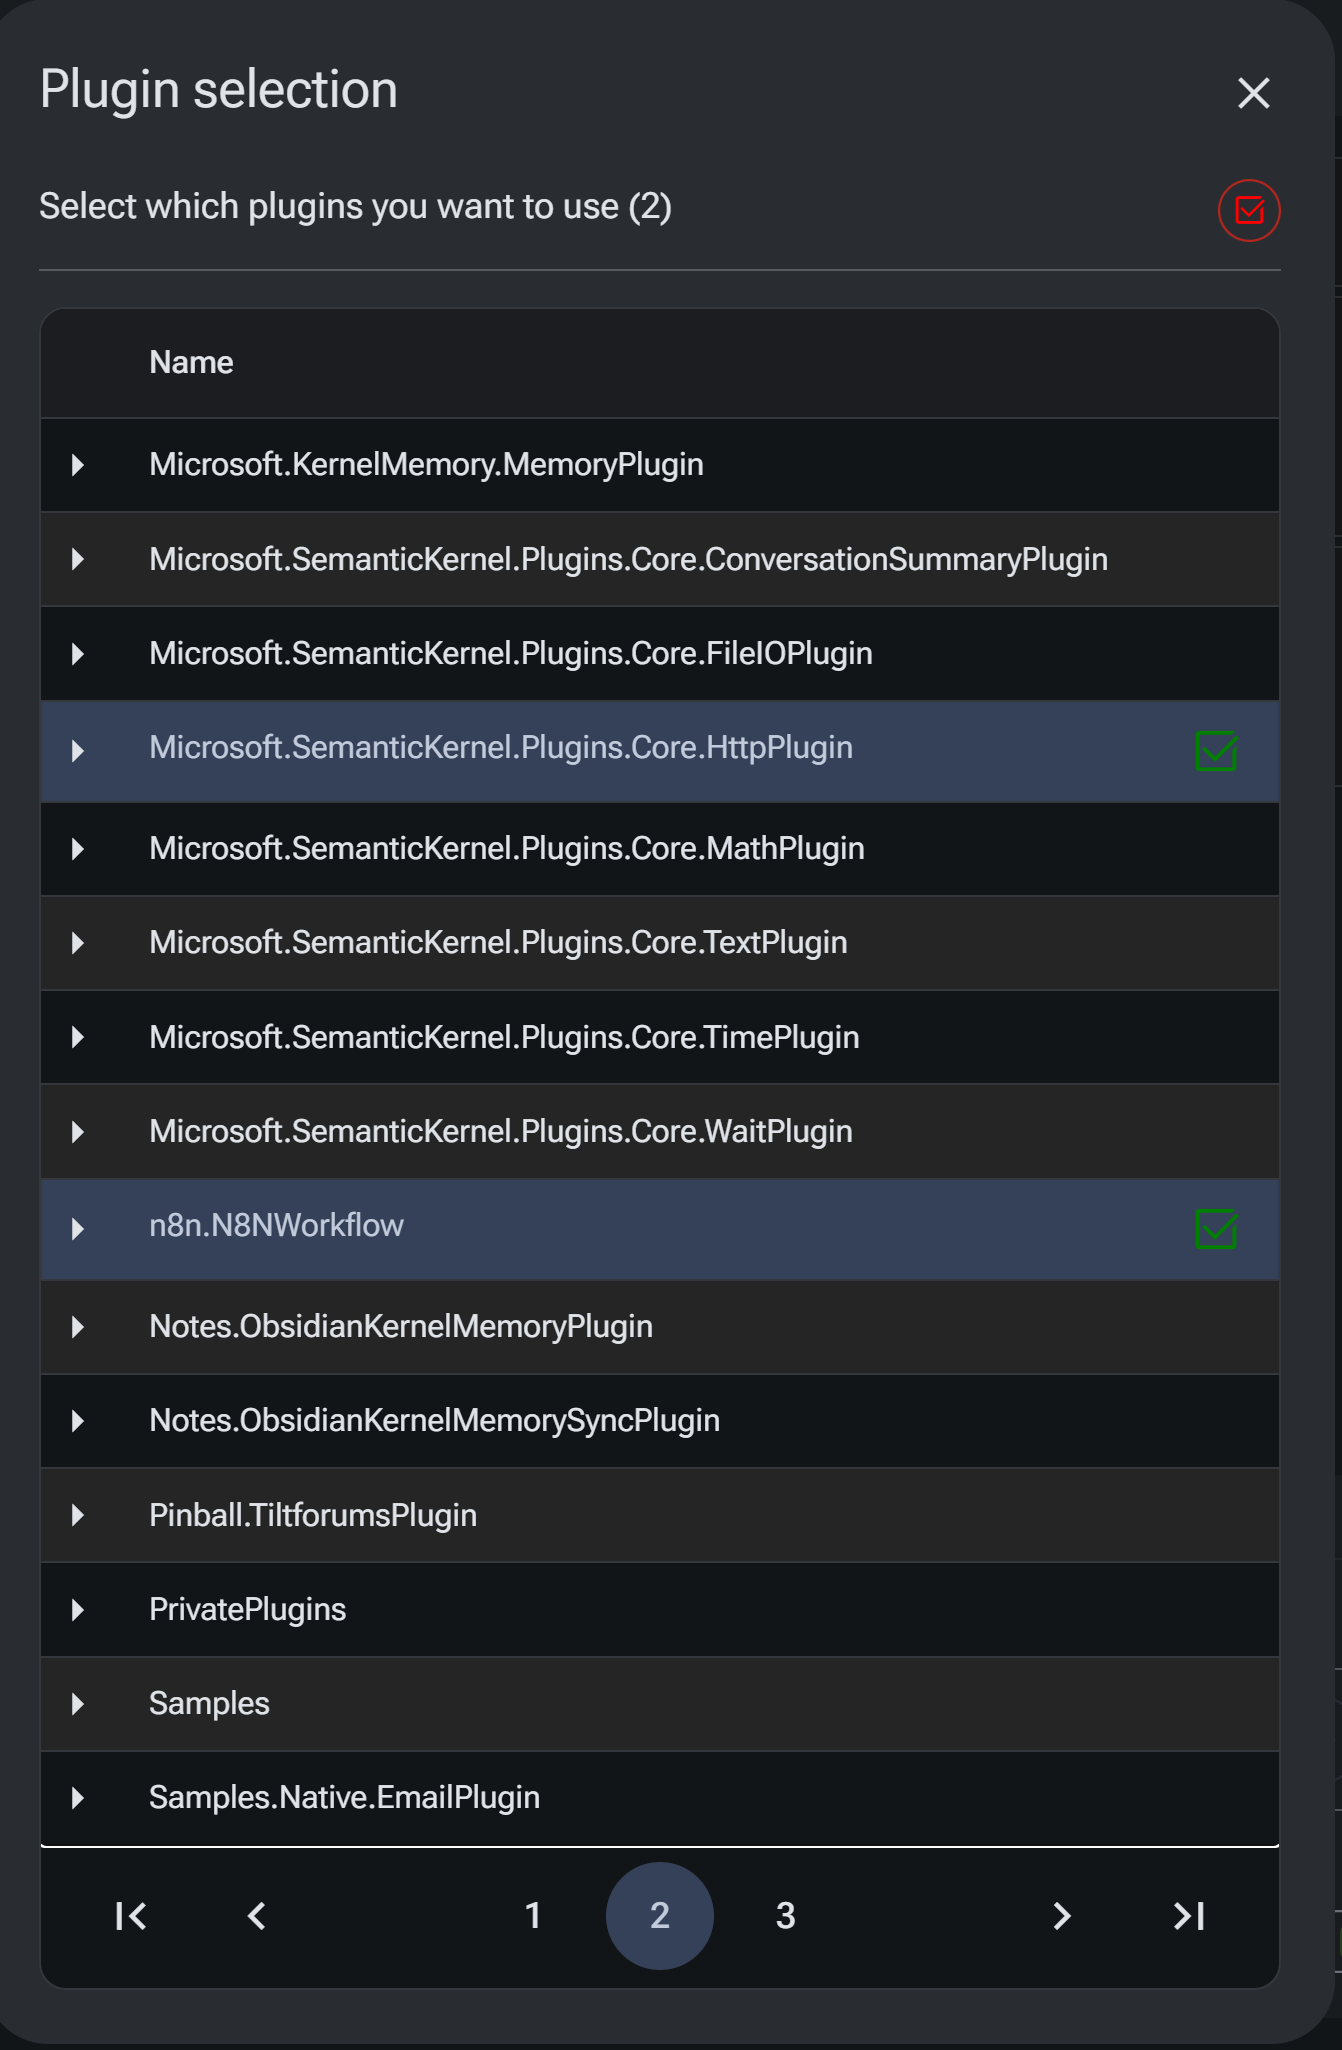 Plugin selection
Select which plugins you want to use (2)
Name
Microsoft.KernelMemory.MemoryPlugin
Microsoft.SemanticKernel.Plugins.Core.ConversationSummaryPlugin
Microsoft.SemanticKernel.Plugins.Core.FileIOPlugin
Microsoft.SemanticKernel.Plugins.Core.HttpPlugin
Microsoft.SemanticKernel.Plugins.Core.MathPlugin
Microsoft.SemanticKernel.Plugins.Core.TextPlugin
Microsoft.SemanticKernel.Plugins.Core.TimePlugin
Microsoft.SemanticKernel.Plugins.Core.WaitPlugin
n8n.N8NWorkflow
Notes.ObsidianKernelMemoryPlugin
Notes.ObsidianKernelMemorySyncPlugin
Pinball.TiltforumsPlugin
PrivatePlugins
Samples
Samples.Native.EmailPlugin
1 2 3